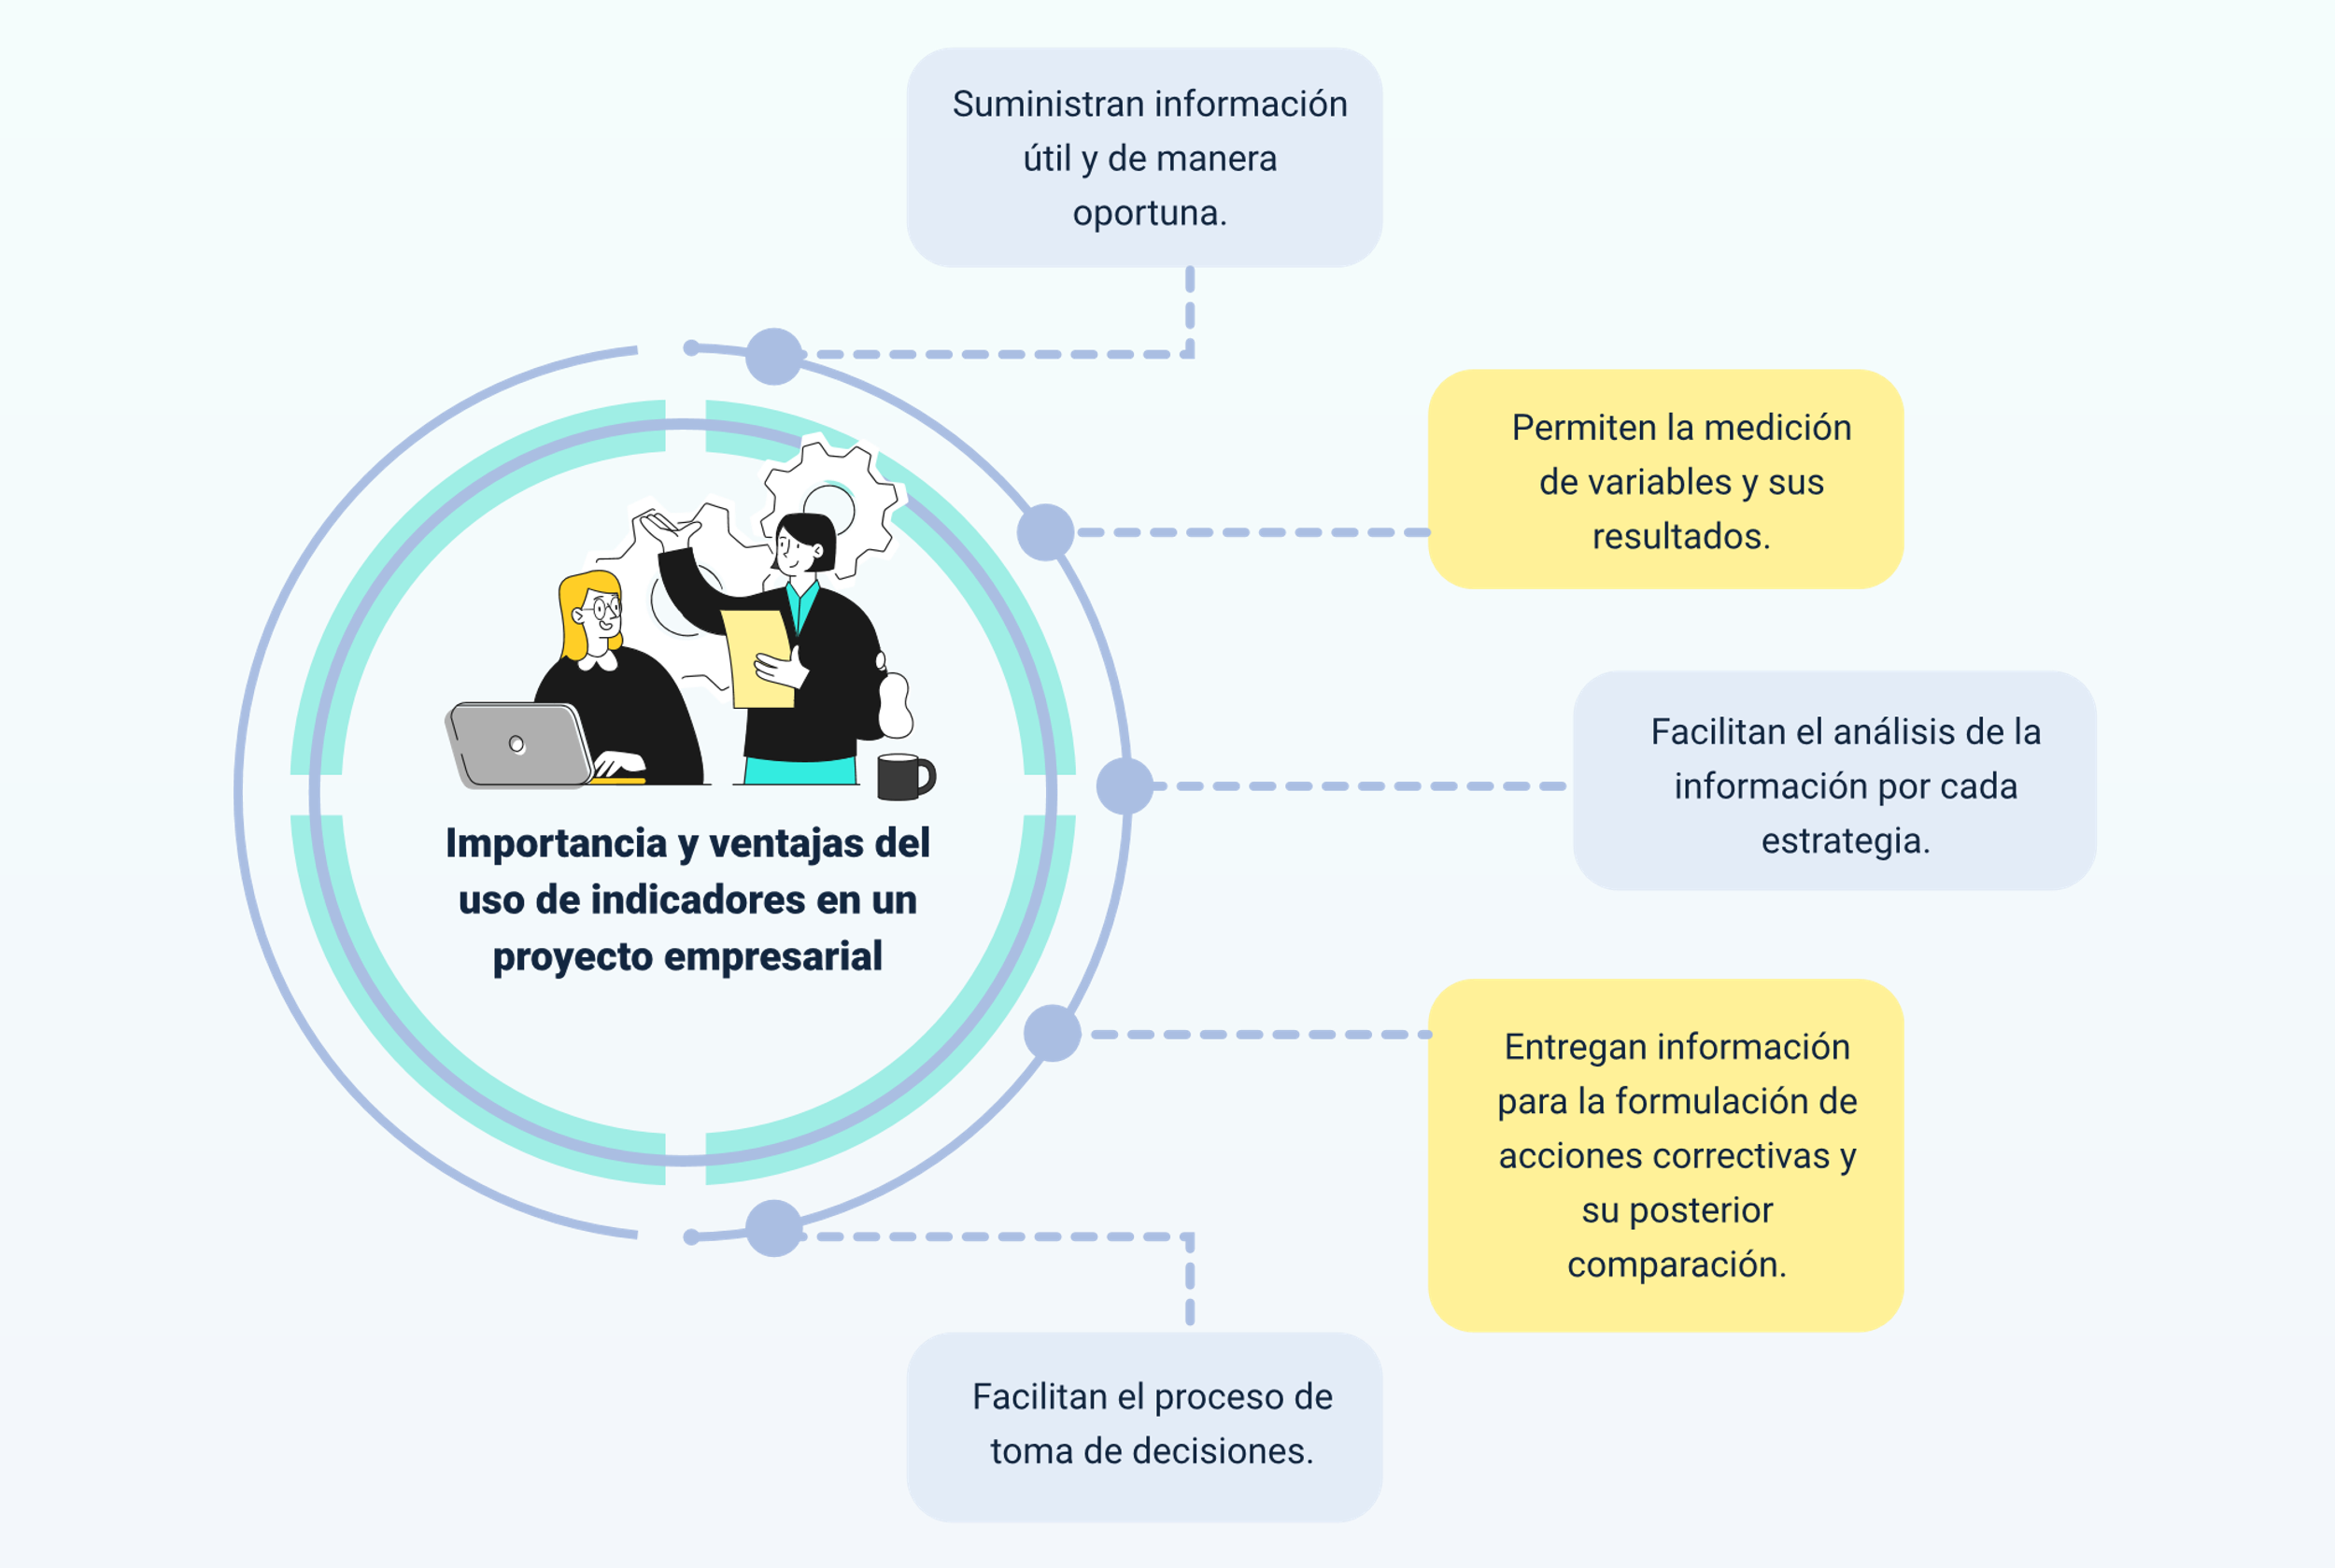 Suministran información
útil y de manera
oportuna.
Permiten la medición
de variables y sus
resultados.
Facilitan el análisis de la
información por cada
estrategia.
Importancia y ventajas del
uso de indicadores en un
proyecto empresarial
Entregan información
para la formulación de
acciones correctivas y
su posterior
comparación.
Facilitan el proceso de
toma de decisiones.